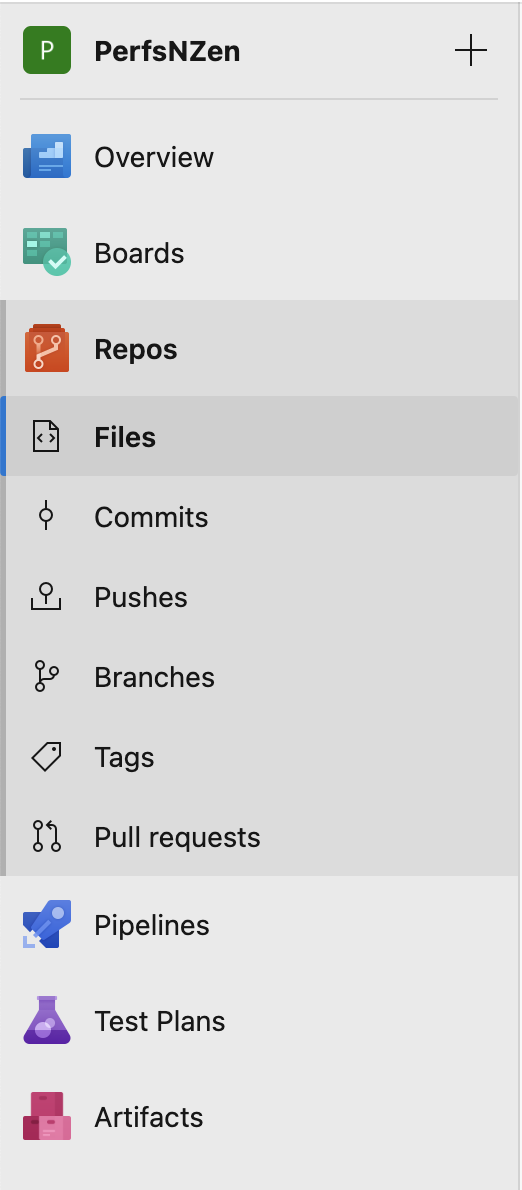 P PerfsNZen
Overview
Boards
Repos
Files
Commits
Pushes
Branches
Tags
Pull requests
Pipelines
Test Plans
Artifacts